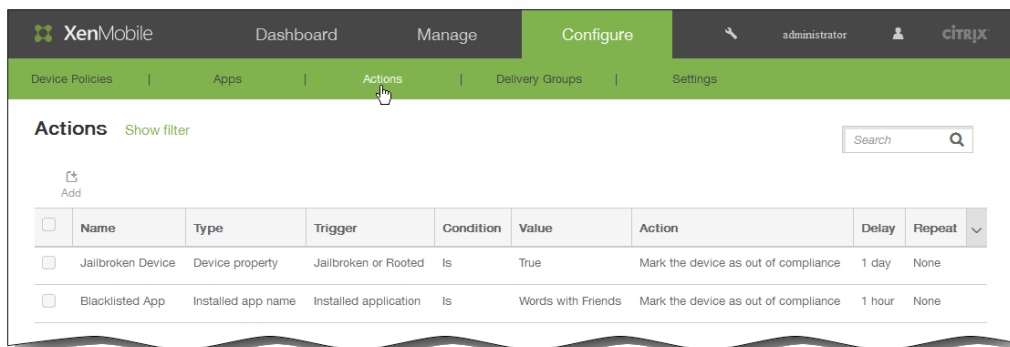 XenMobile Dashboard Manage Configure administrator CITRIX
Device Policies | Apps | Actions | Delivery Groups | Settings
Actions Show filter
Search
Add
Name Type Trigger Condition Value Action Delay Repeat
Jailbroken Device Device property Jailbroken or Rooted Is True Mark the device as out of compliance 1 day None
Blacklisted App Installed app name Installed application Is Words with Friends Mark the device as out of compliance 1 hour None